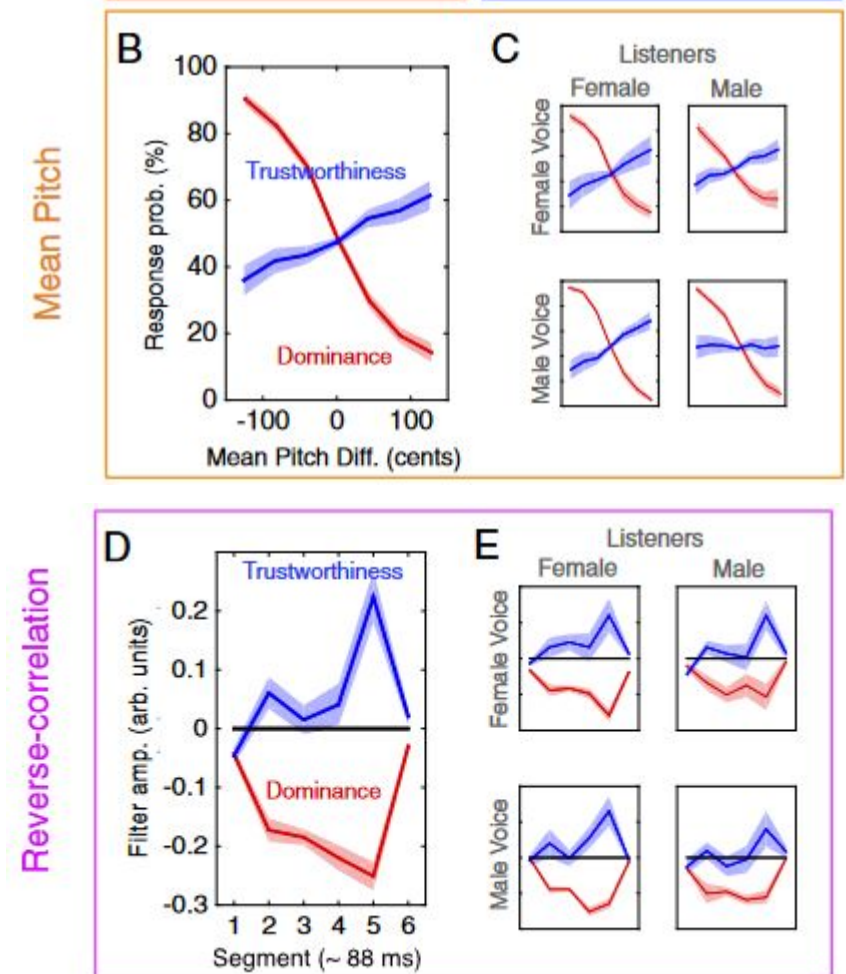 Mean Pitch
B
100
80
60
40
20
0
Response prob. (%)
Trustworthiness
Dominance
-100 0 100
Mean Pitch Diff. (cents)
C
Listeners
Female Male
Female Voice
Male Voice
Reverse-correlation
D
0.2
0.1
0
-0.1
-0.2
-0.3
Filter amp. (arb. units)
Trustworthiness
Dominance
1 2 3 4 5 6
Segment (~ 88 ms)
E
Listeners
Female Male
Female Voice
Male Voice